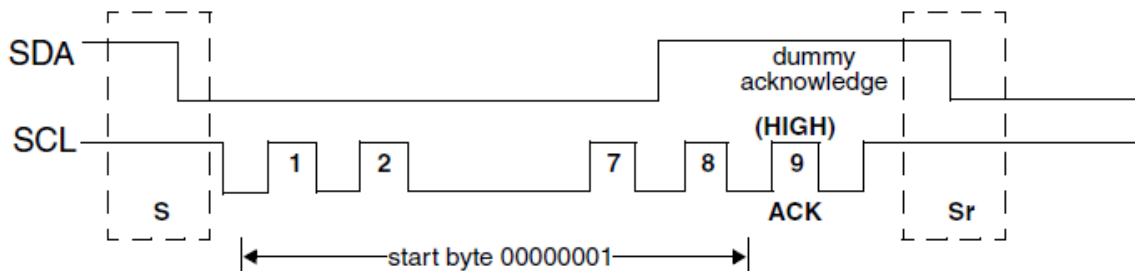 SDA
dummy
acknowledge
SCL
(HIGH)
1 2 7 8 9
S ACK Sr
start byte 00000001